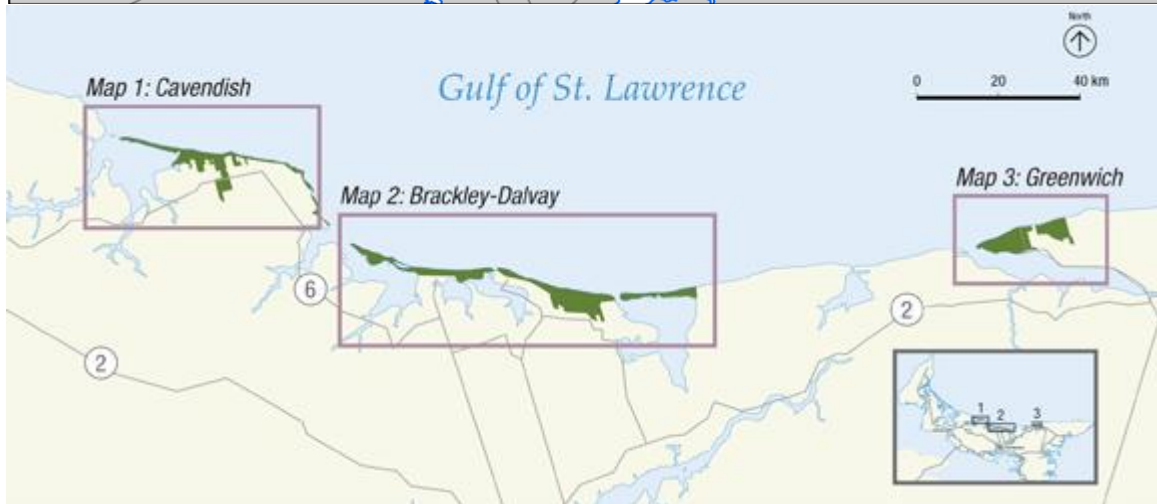 North
0 20 40 km
Map 1: Cavendish
Gulf of St. Lawrence
Map 3: Greenwich
Map 2: Brackley-Dalvay
6
2
2
1
2
3